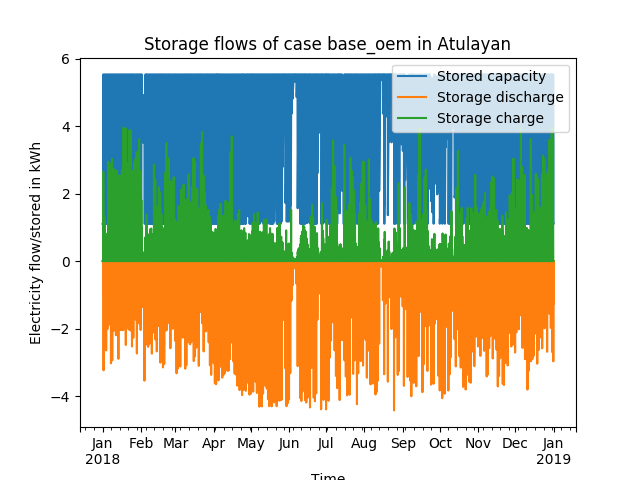 Storage flows of case base_oem in Atulayan
Electricity flow/stored in kWh
6
4
2
0
−2
−4
Stored capacity
Storage discharge
Storage charge
Jan Feb Mar Apr May Jun Jul Aug Sep Oct Nov Dec Jan
2018 2019
Time